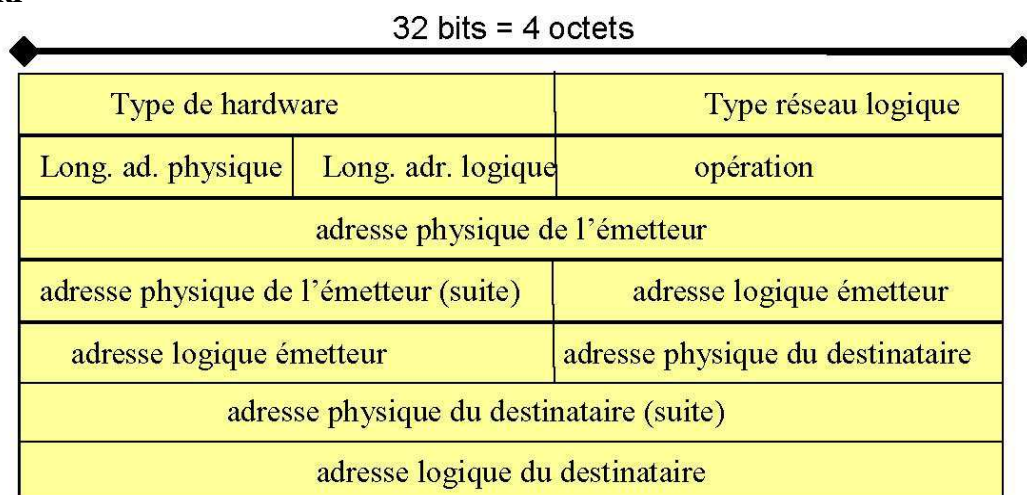 32 bits = 4 octets
Type de hardware Type réseau logique
Long. ad. physique Long. adr. logique opération
adresse physique de l'émetteur
adresse physique de l'émetteur (suite) adresse logique émetteur
adresse logique émetteur adresse physique du destinataire
adresse physique du destinataire (suite)
adresse logique du destinataire